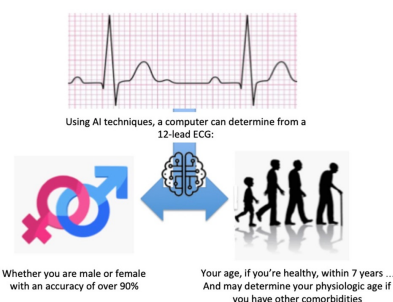 Using AI techniques, a computer can determine from a
12-lead ECG:
Whether you are male or female
with an accuracy of over 90%
Your age, if you're healthy, within 7 years ...
And may determine your physiologic age if
you have other comorbidities